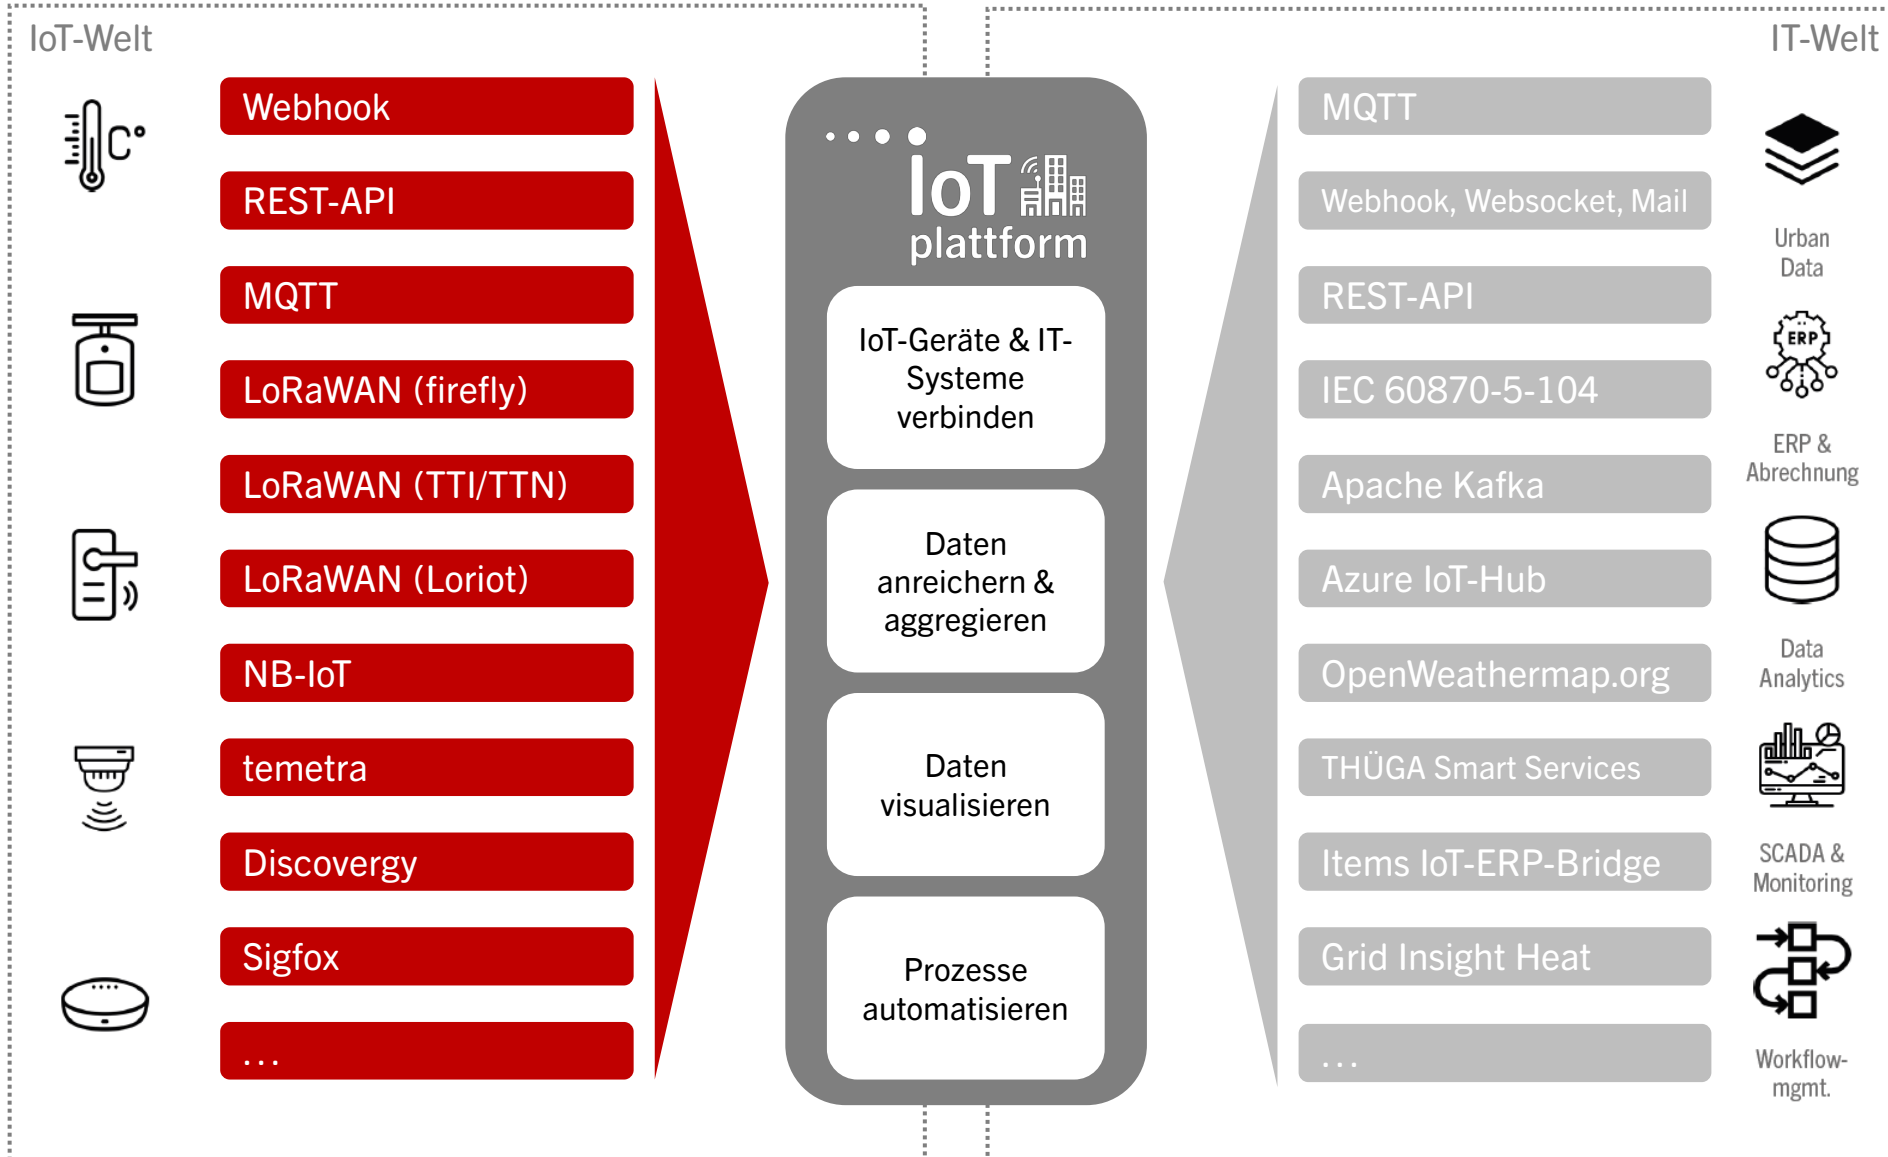 IoT-Welt
C°
Webhook
REST-API
MQTT
LoRaWAN (firefly)
LoRaWAN (TTI/TTN)
LoRaWAN (Loriot)
NB-IoT
temetra
Discovergy
Sigfox
...
IoT
plattform
IoT-Geräte & IT-
Systeme
verbinden
Daten
anreichern &
aggregieren
Daten
visualisieren
Prozesse
automatisieren
IT-Welt
MQTT
Webhook, Websocket, Mail
REST-API
IEC 60870-5-104
Apache Kafka
Azure IoT-Hub
OpenWeathermap.org
THÜGA Smart Services
Items IoT-ERP-Bridge
Grid Insight Heat
...
Urban
Data
ERP
ERP &
Abrechnung
Data
Analytics
SCADA &
Monitoring
Workflow-
mgmt.